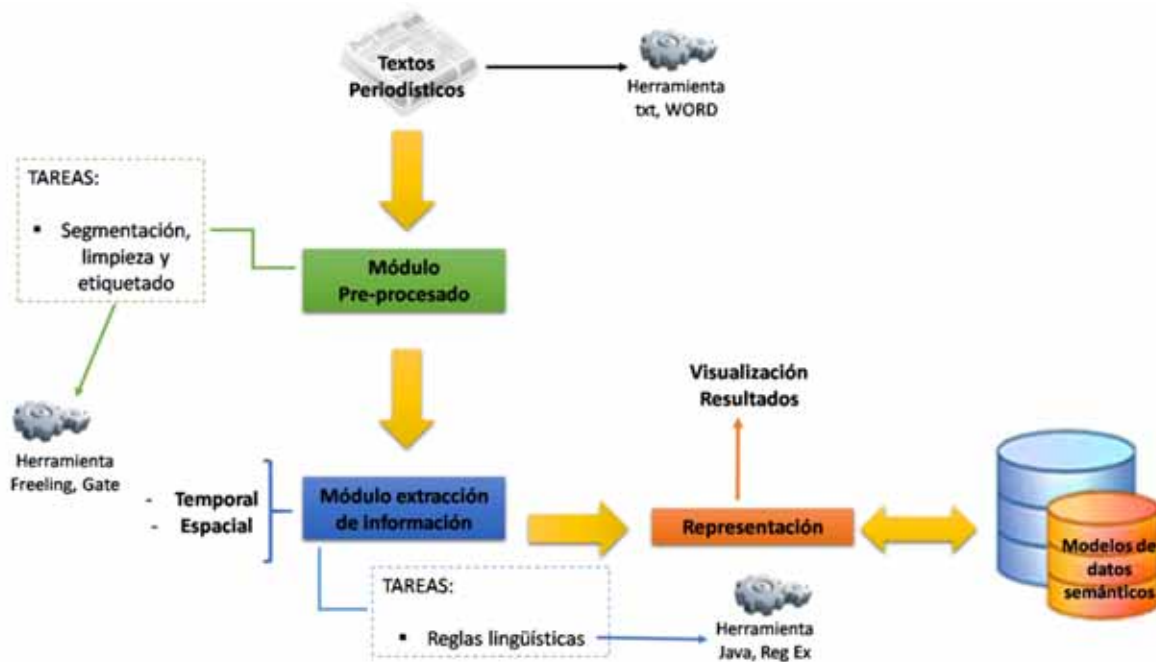 Textos
Periodísticos
Herramienta
txt, WORD
TAREAS:
▪ Segmentación,
limpieza y
etiquetado
Módulo
Pre-procesado
Herramienta
Freeling, Gate
- Temporal
- Espacial
Módulo extracción
de información
Visualización
Resultados
Representación
Modelos de
datos
semánticos
TAREAS:
▪ Reglas lingüísticas
Herramienta
Java, Reg Ex